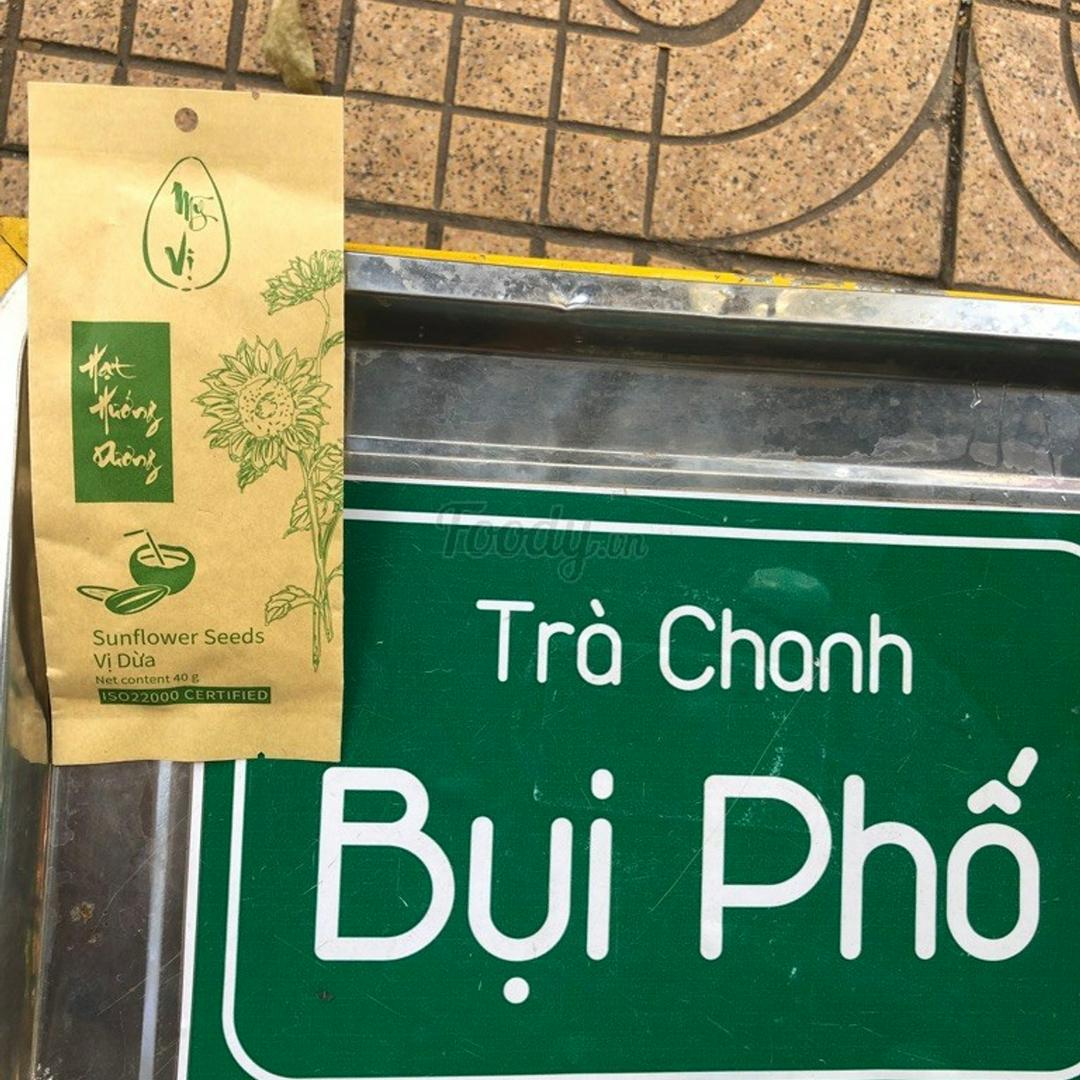 Mỹ
Vị
Hạt
Hướng
Dương
Sunflower Seeds
Vị Dừa
Net content 40 g
ISO22000 CERTIFIED
Foody.vn
Trà Chanh
Bụi Phố